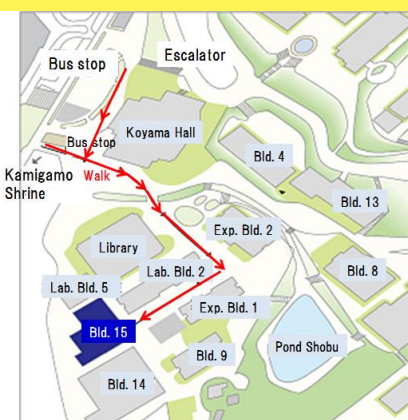 Escalator
Bus stop
Koyama Hall
Bus stop
Kamigamo
Shrine
Walk
Bld. 4
Bld. 13
Exp. Bld. 2
Library
Lab. Bld. 2
Bld. 8
Lab. Bld. 5
Exp. Bld. 1
Bld. 15
Pond Shobu
Bld. 9
Bld. 14